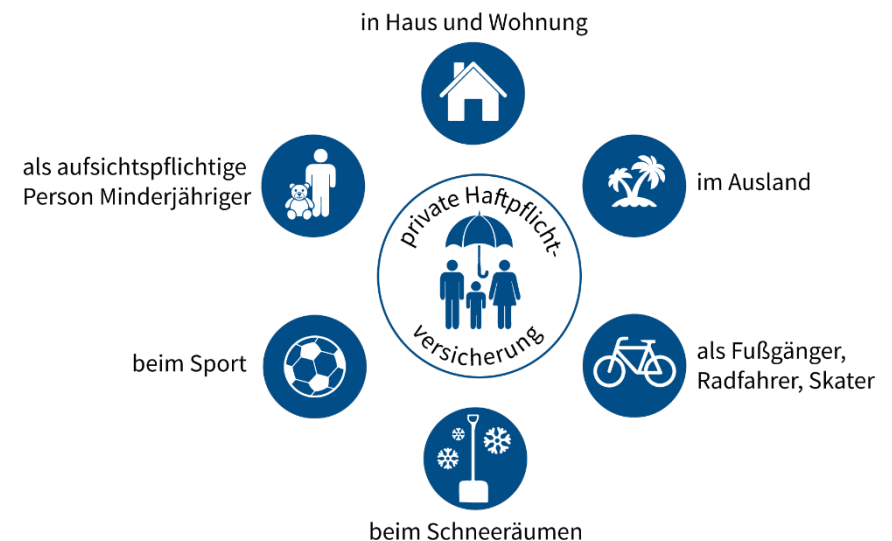 in Haus und Wohnung
als aufsichtspflichtige
Person Minderjähriger
im Ausland
private Haftpflicht-
versicherung
beim Sport
als Fußgänger,
Radfahrer, Skater
beim Schneeräumen